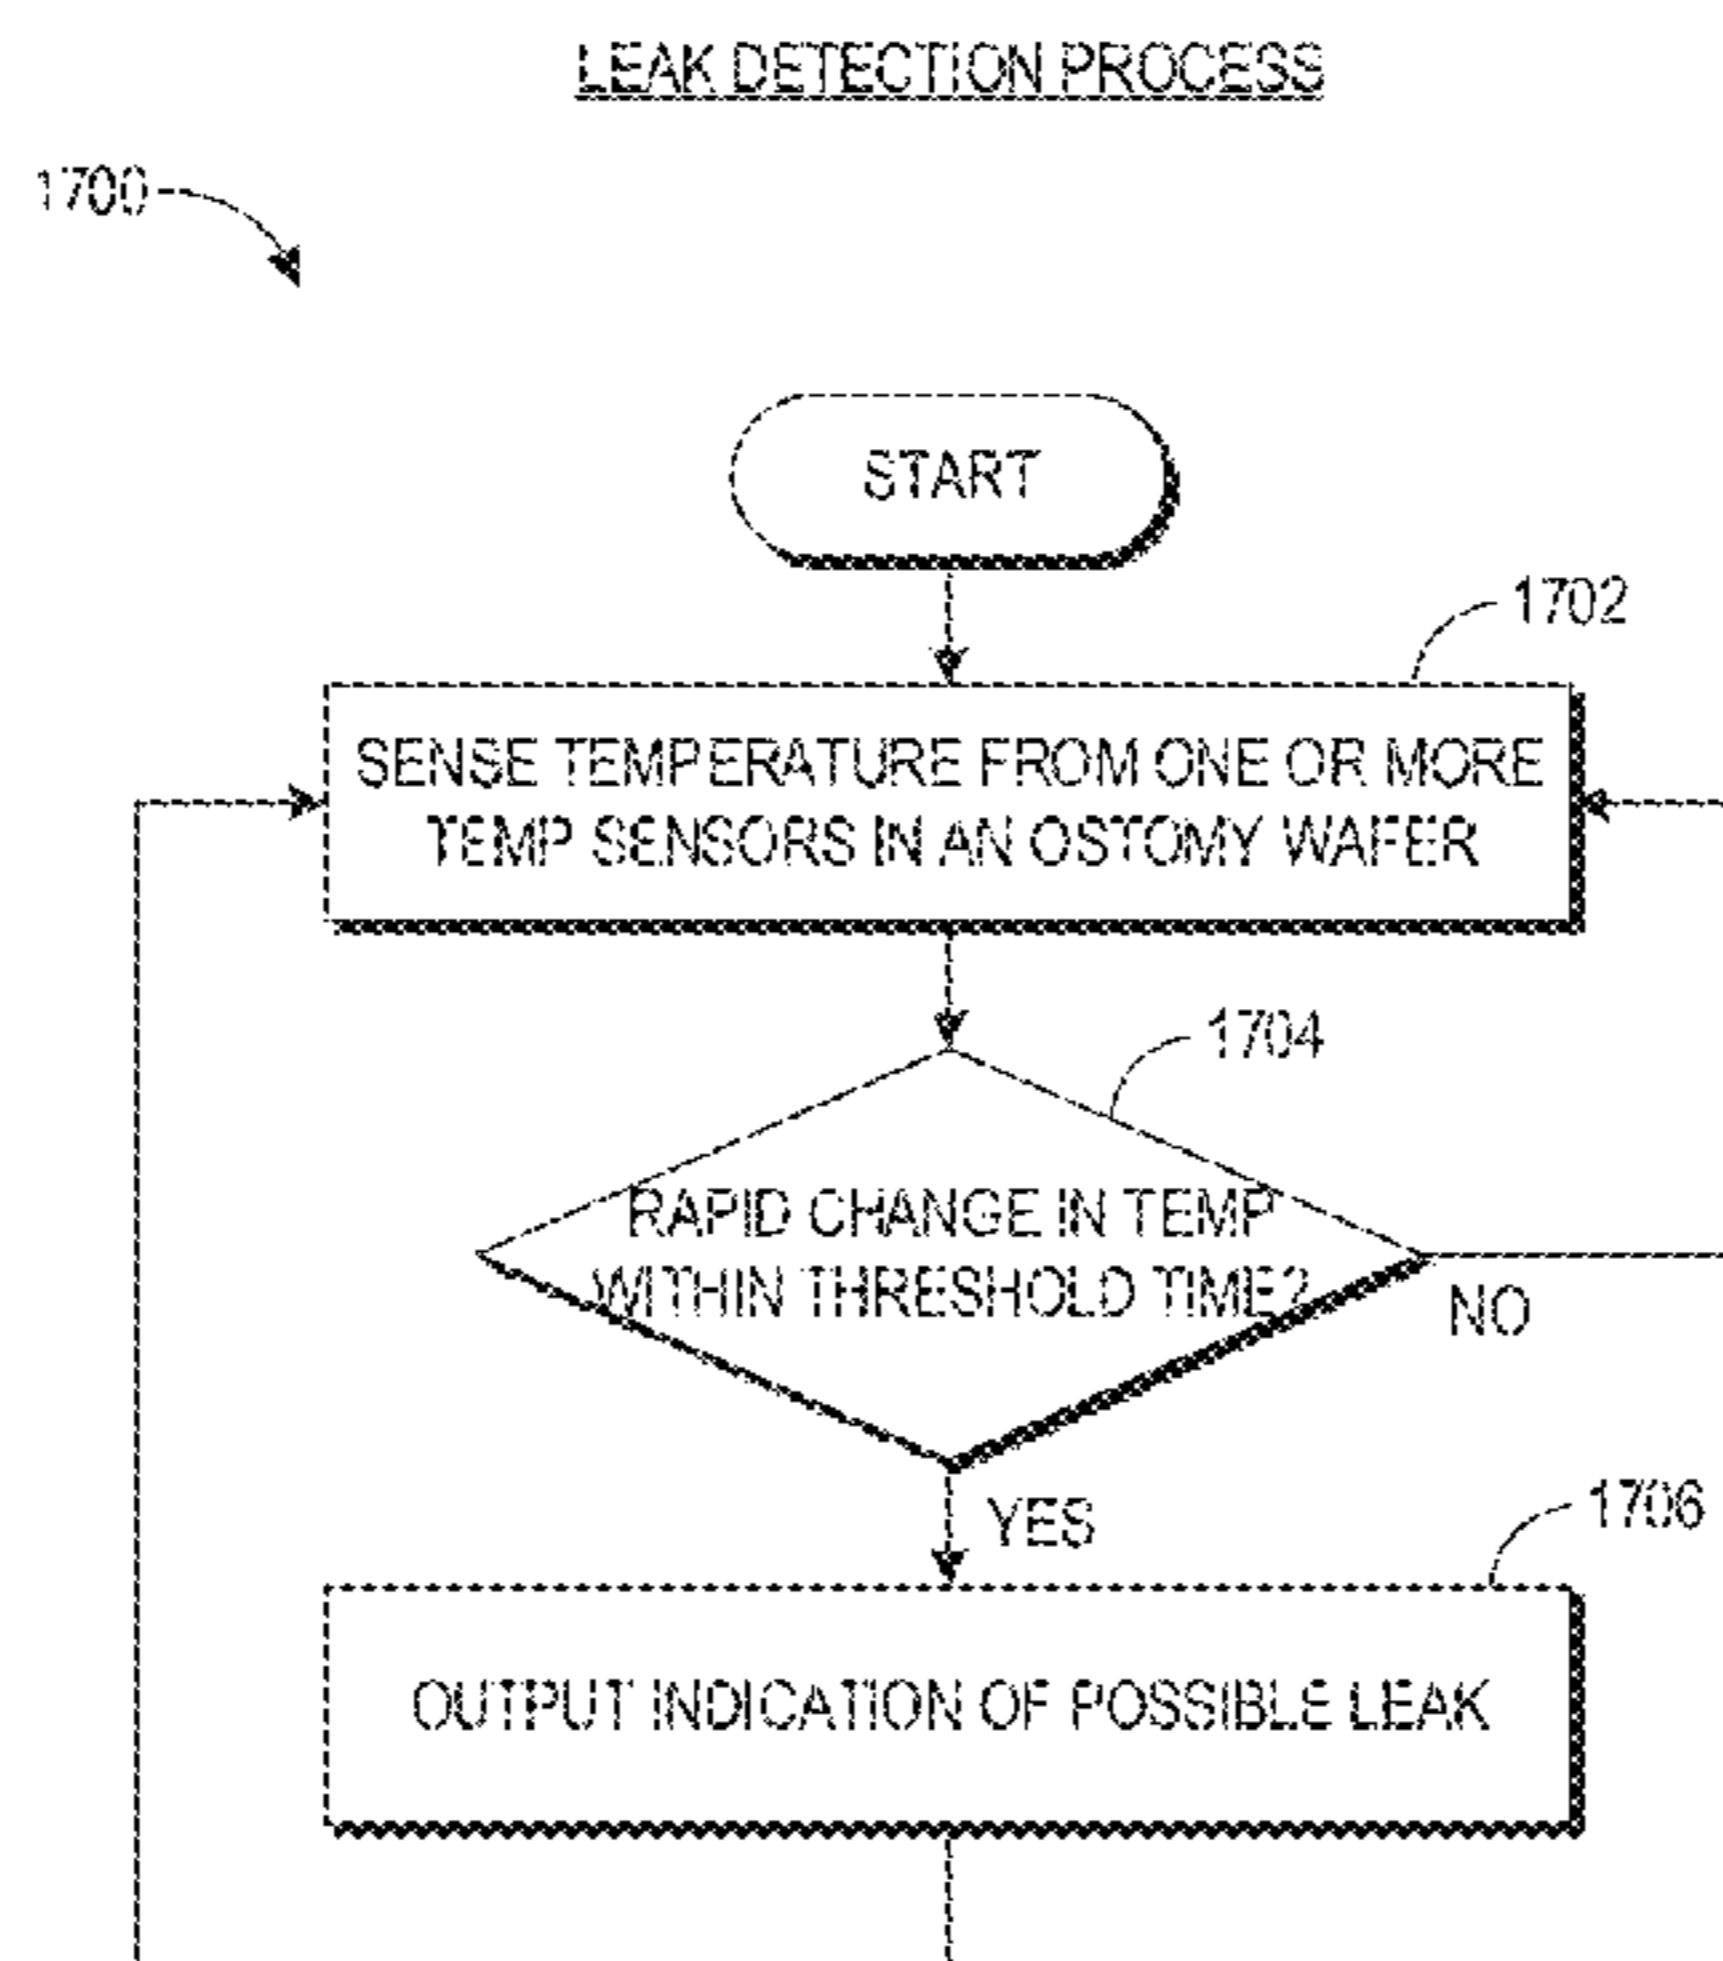 LEAK DETECTION PROCESS
1700
START
1702
SENSE TEMPERATURE FROM ONE OR MORE
TEMP SENSORS IN AN OSTOMY WAFER
1704
RAPID CHANGE IN TEMP
WITHIN THRESHOLD TIME?
NO
YES
1706
OUTPUT INDICATION OF POSSIBLE LEAK